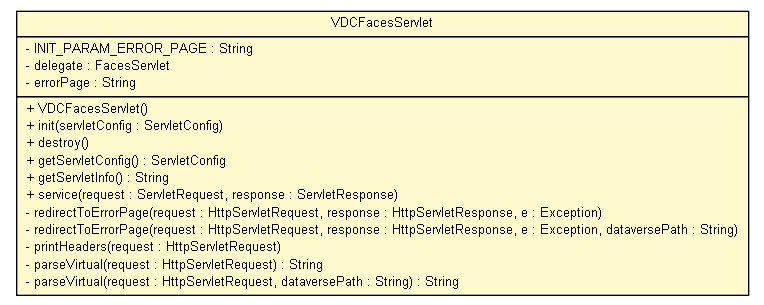 VDCFacesServlet
- INIT_PARAM_ERROR_PAGE : String
- delegate : FacesServlet
- errorPage : String
+ VDCFacesServlet()
+ init(servletConfig : ServletConfig)
+ destroy()
+ getServletConfig() : ServletConfig
+ getServletInfo() : String
+ service(request : ServletRequest, response : ServletResponse)
- redirectToErrorPage(request : HttpServletRequest, response : HttpServletResponse, e : Exception)
- redirectToErrorPage(request : HttpServletRequest, response : HttpServletResponse, e : Exception, dataversePath : String)
- printHeaders(request : HttpServletRequest)
- parseVirtual(request : HttpServletRequest) : String
- parseVirtual(request : HttpServletRequest, dataversePath : String) : String